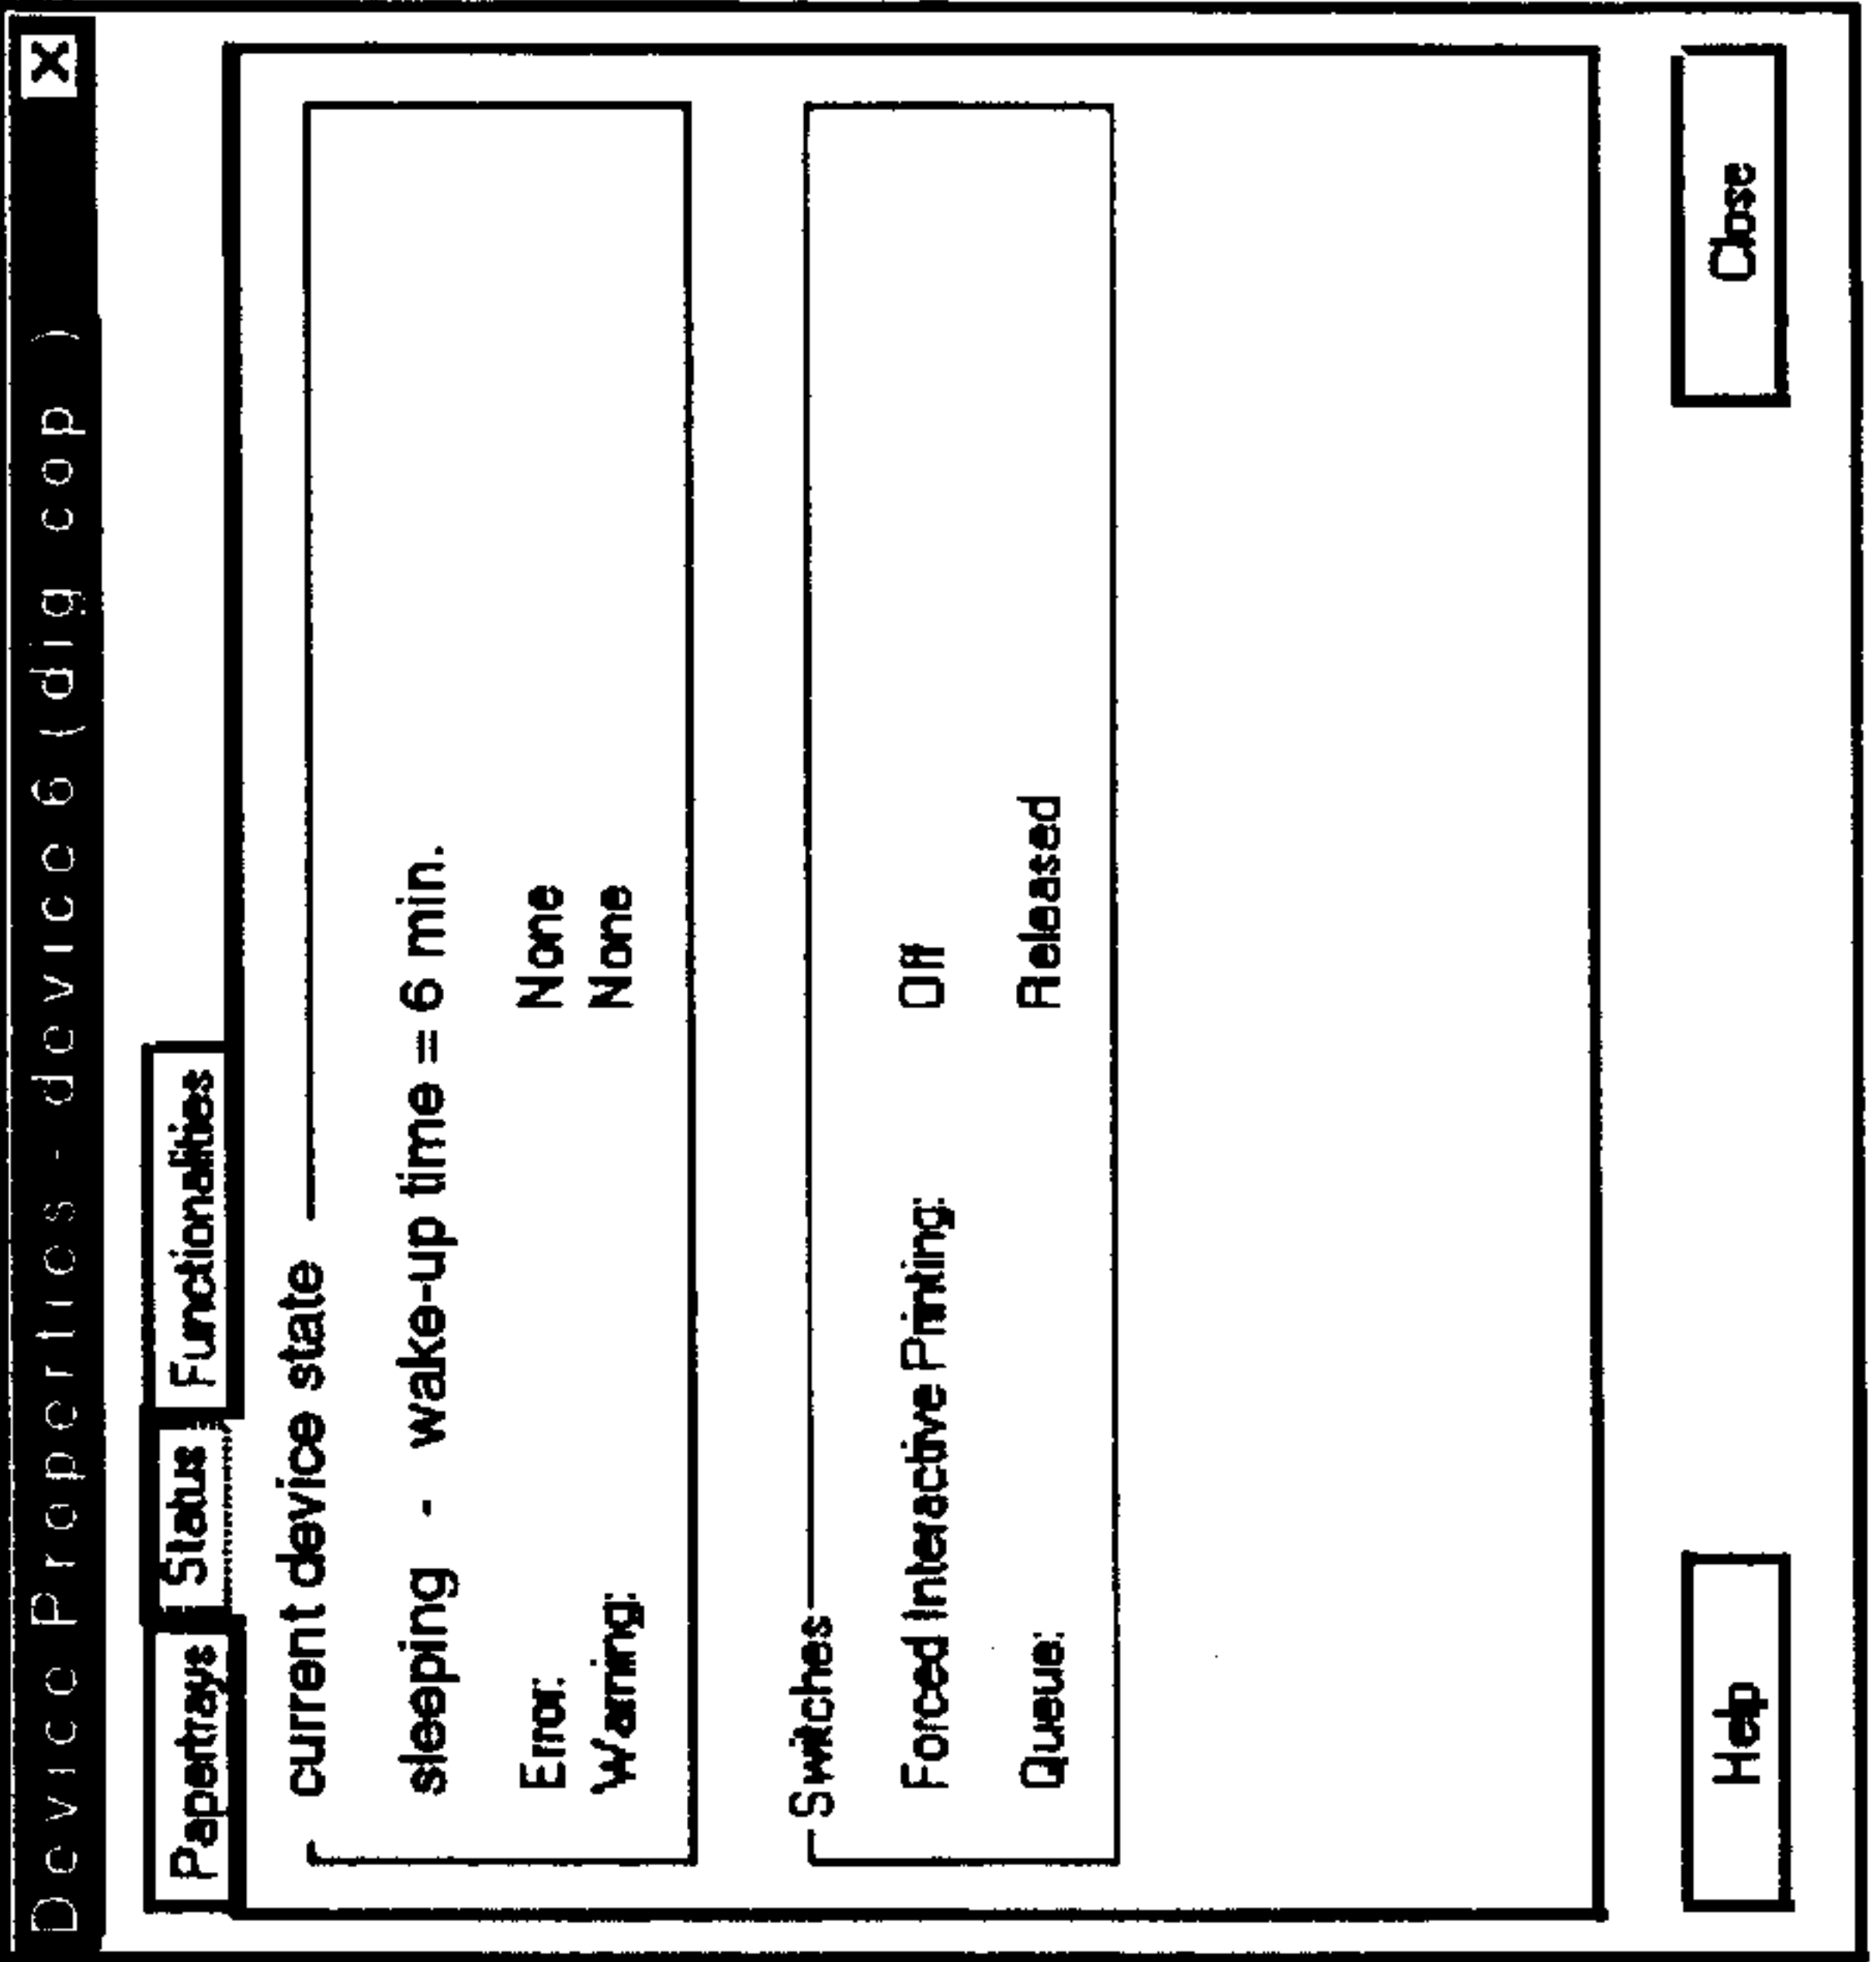 Device Properties - device 6 (dig cop) X
Papertrays Status Functionalities
current device state
sleeping - wake-up time = 6 min.
Error: None
Warning: None
Switches
Forced Interactive Printing: Off
Queue: Released
Help Close